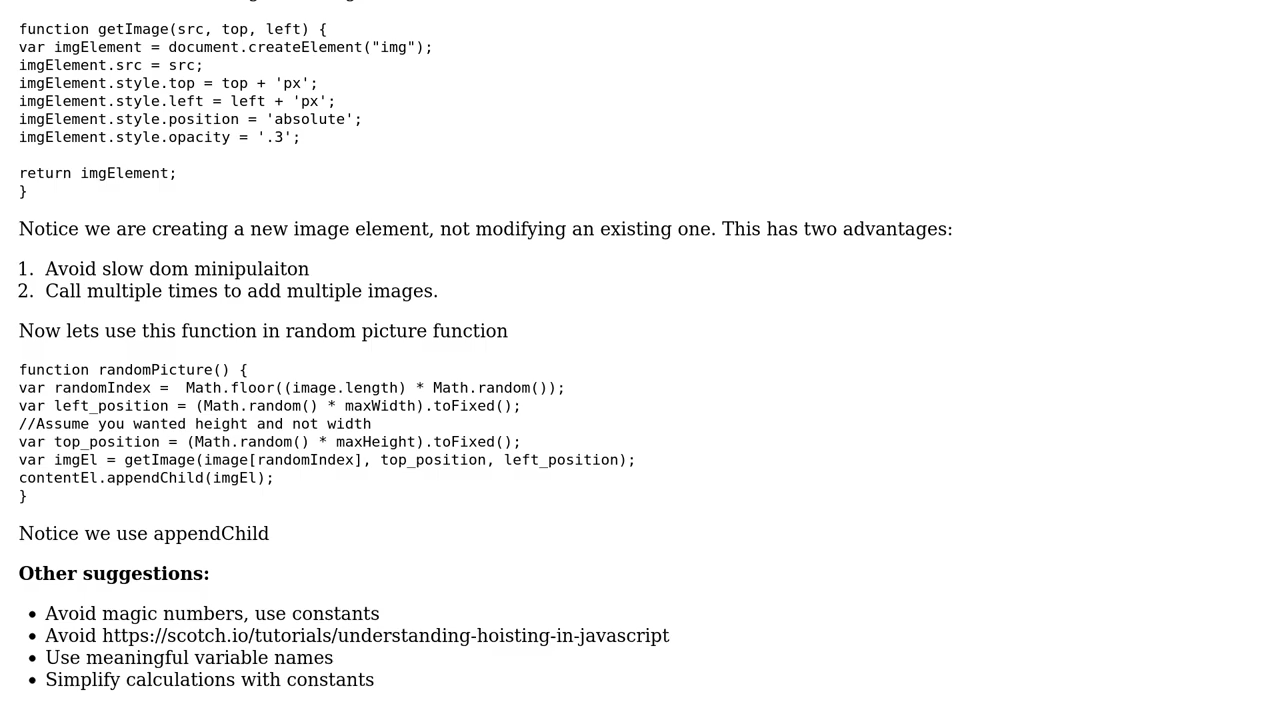 function getImage(src, top, left) {
var imgElement = document.createElement("img");
imgElement.src = src;
imgElement.style.top = top + 'px';
imgElement.style.left = left + 'px';
imgElement.style.position = 'absolute';
imgElement.style.opacity = '.3';
return imgElement;
}
Notice we are creating a new image element, not modifying an existing one. This has two advantages:
1. Avoid slow dom minipulaiton
2. Call multiple times to add multiple images.
Now lets use this function in random picture function
function randomPicture() {
var randomIndex =  Math.floor((image.length) * Math.random());
var left_position = (Math.random() * maxWidth).toFixed();
//Assume you wanted height and not width
var top_position = (Math.random() * maxHeight).toFixed();
var imgEl = getImage(image[randomIndex], top_position, left_position);
contentEl.appendChild(imgEl);
}
Notice we use appendChild
Other suggestions:
• Avoid magic numbers, use constants
• Avoid https://scotch.io/tutorials/understanding-hoisting-in-javascript
• Use meaningful variable names
• Simplify calculations with constants